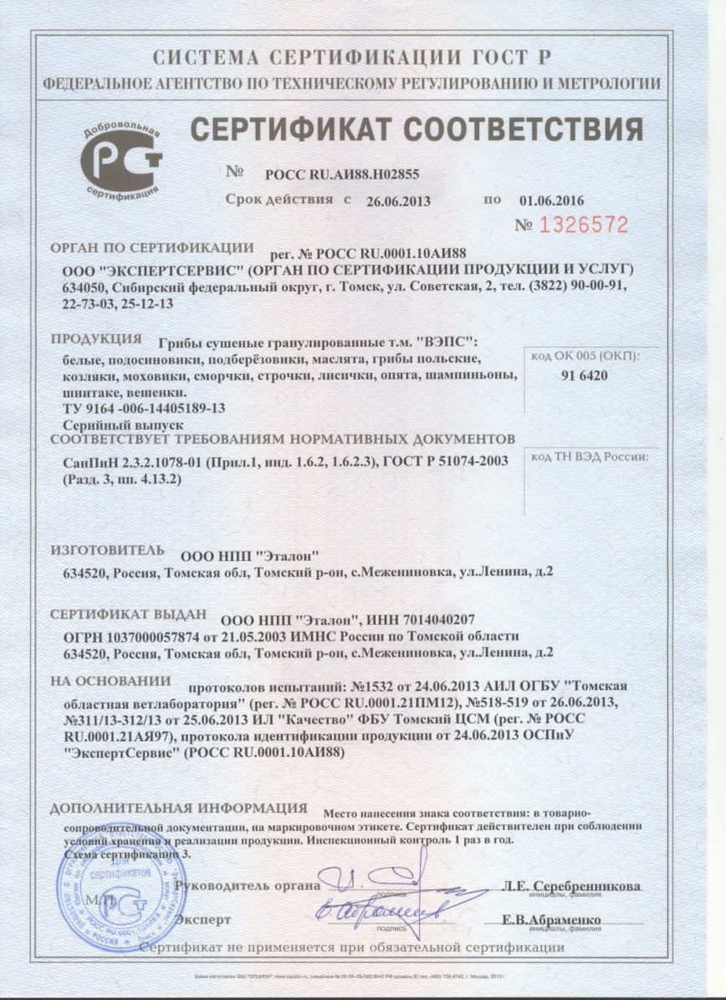 СИСТЕМА СЕРТИФИКАЦИИ ГОСТ Р
ФЕДЕРАЛЬНОЕ АГЕНТСТВО ПО ТЕХНИЧЕСКОМУ РЕГУЛИРОВАНИЮ И МЕТРОЛОГИИ
Добровольная
РСТ
сертификация
СЕРТИФИКАТ СООТВЕТСТВИЯ
№ РОСС RU.АИ88.Н02855
Срок действия с 26.06.2013 по 01.06.2016
№ 1326572
ОРГАН ПО СЕРТИФИКАЦИИ рег. № РОСС RU.0001.10АИ88
ООО "ЭКСПЕРТСЕРВИС" (ОРГАН ПО СЕРТИФИКАЦИИ ПРОДУКЦИИ И УСЛУГ)
634050, Сибирский федеральный округ, г. Томск, ул. Советская, 2, тел. (3822) 90-00-91,
22-73-03, 25-12-13
ПРОДУКЦИЯ Грибы сушеные гранулированные т.м. "ВЭПС":
белые, подосиновики, подберёзовики, маслята, грибы польские,
козляки, моховики, сморчки, строчки, лисички, опята, шампиньоны,
шиитаке, вешенки.
ТУ 9164 -006-14405189-13
Серийный выпуск
код ОК 005 (ОКП):
91 6420
СООТВЕТСТВУЕТ ТРЕБОВАНИЯМ НОРМАТИВНЫХ ДОКУМЕНТОВ
СанПиН 2.3.2.1078-01 (Прил.1, инд. 1.6.2, 1.6.2.3), ГОСТ Р 51074-2003
(Разд. 3, пп. 4.13.2)
код ТН ВЭД России:
ИЗГОТОВИТЕЛЬ ООО НПП "Эталон"
634520, Россия, Томская обл, Томский р-он, с.Межениновка, ул.Ленина, д.2
СЕРТИФИКАТ ВЫДАН ООО НПП "Эталон", ИНН 7014040207
ОГРН 1037000057874 от 21.05.2003 ИМНС России по Томской области
634520, Россия, Томская обл, Томский р-он, с.Межениновка, ул.Ленина, д.2
НА ОСНОВАНИИ протоколов испытаний: №1532 от 24.06.2013 АИЛ ОГБУ "Томская
областная ветлаборатория" (рег. № РОСС RU.0001.21ПМ12), №518-519 от 26.06.2013,
№311/13-312/13 от 25.06.2013 ИЛ "Качество" ФБУ Томский ЦСМ (рег. № РОСС
RU.0001.21АЯ97), протокола идентификации продукции от 24.06.2013 ОСПиУ
"ЭкспертСервис" (РОСС RU.0001.10АИ88)
ДОПОЛНИТЕЛЬНАЯ ИНФОРМАЦИЯ Место нанесения знака соответствия: в товарно-
сопроводительной документации, на маркировочном этикете. Сертификат действителен при соблюдении
условий хранения и реализации продукции. Инспекционный контроль 1 раз в год.
Схема сертификации 3.
Для
сертификатов
М.П.
Руководитель органа
подпись
Л.Е. Серебренникова
инициалы, фамилия
Эксперт
подпись
Е.В.Абраменко
инициалы, фамилия
Сертификат не применяется при обязательной сертификации